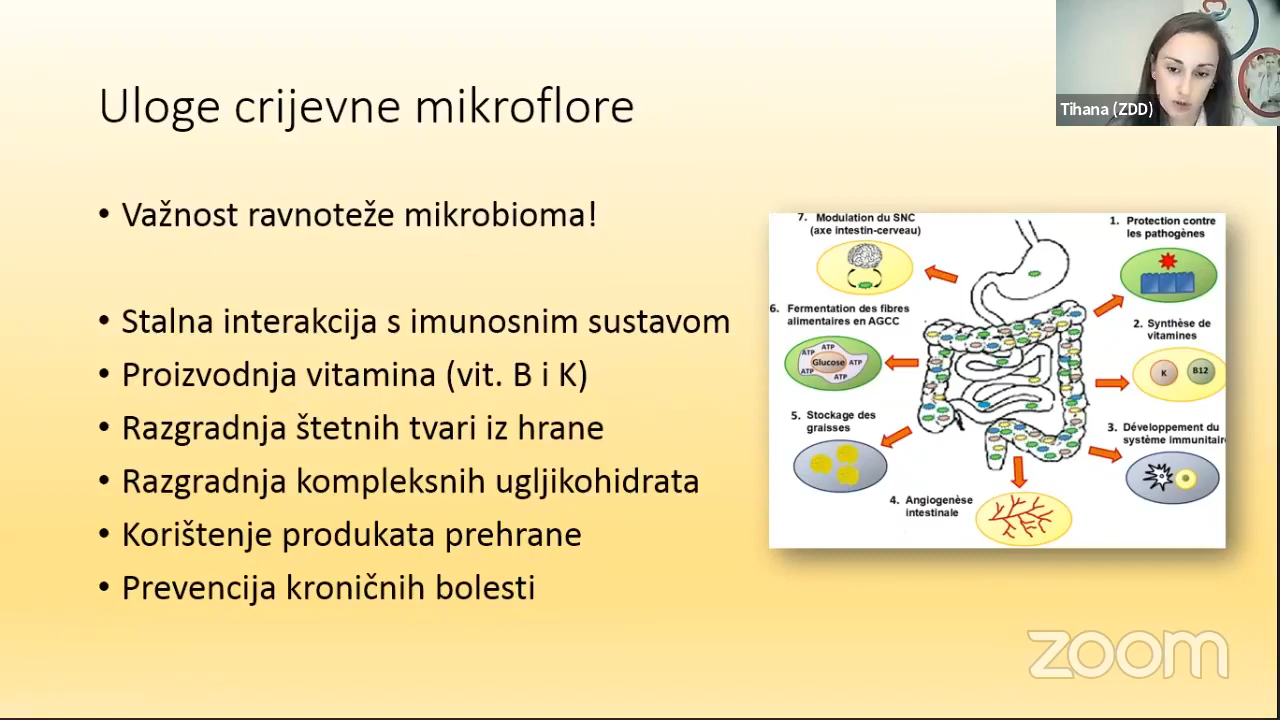 Uloge crijevne mikroflore
Tihana (ZDD)
• Važnost ravnoteže mikrobioma!
• Stalna interakcija s imunosnim sustavom
• Proizvodnja vitamina (vit. B i K)
• Razgradnja štetnih tvari iz hrane
• Razgradnja kompleksnih ugljikohidrata
• Korištenje produkata prehrane
• Prevencija kroničnih bolesti
7. Modulation du SNC
(axe intestin-cerveau)
1. Protection contre
les pathogènes
6. Fermentation des fibres
alimentaires en AGCC
ATP
ATP
Glucose
ATP
ATP
ATP
2. Synthèse de
vitamines
K
B12
5. Stockage des
graisses
3. Développement du
système immunitair
4. Angiogenèse
intestinale
zoom